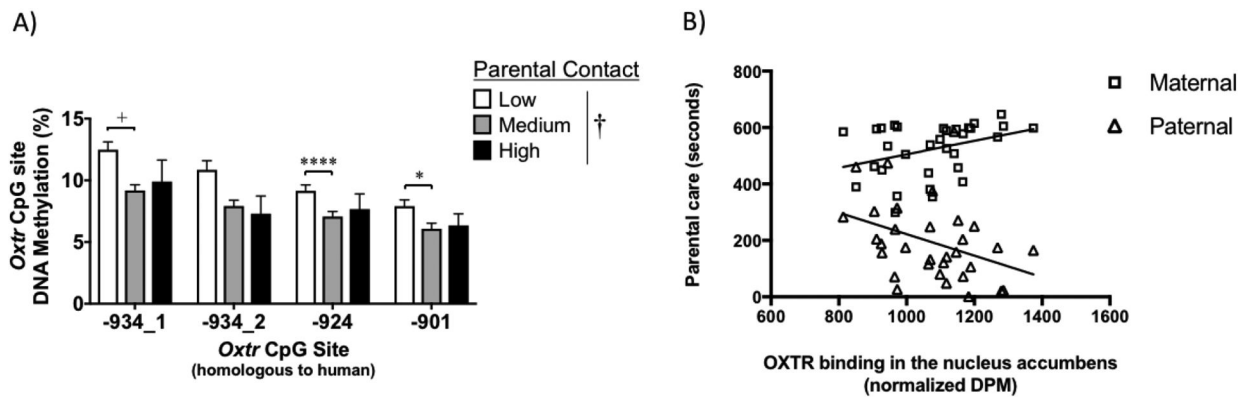 A)
Parental Contact
Low
Medium
High
†
Oxtr CpG site
DNA Methylation (%)
15
10
5
0
+
****
*
-934_1 -934_2 -924 -901
Oxtr CpG Site
(homologous to human)
B)
Maternal
Paternal
Parental care (seconds)
800
600
400
200
0
600 800 1000 1200 1400 1600
OXTR binding in the nucleus accumbens
(normalized DPM)